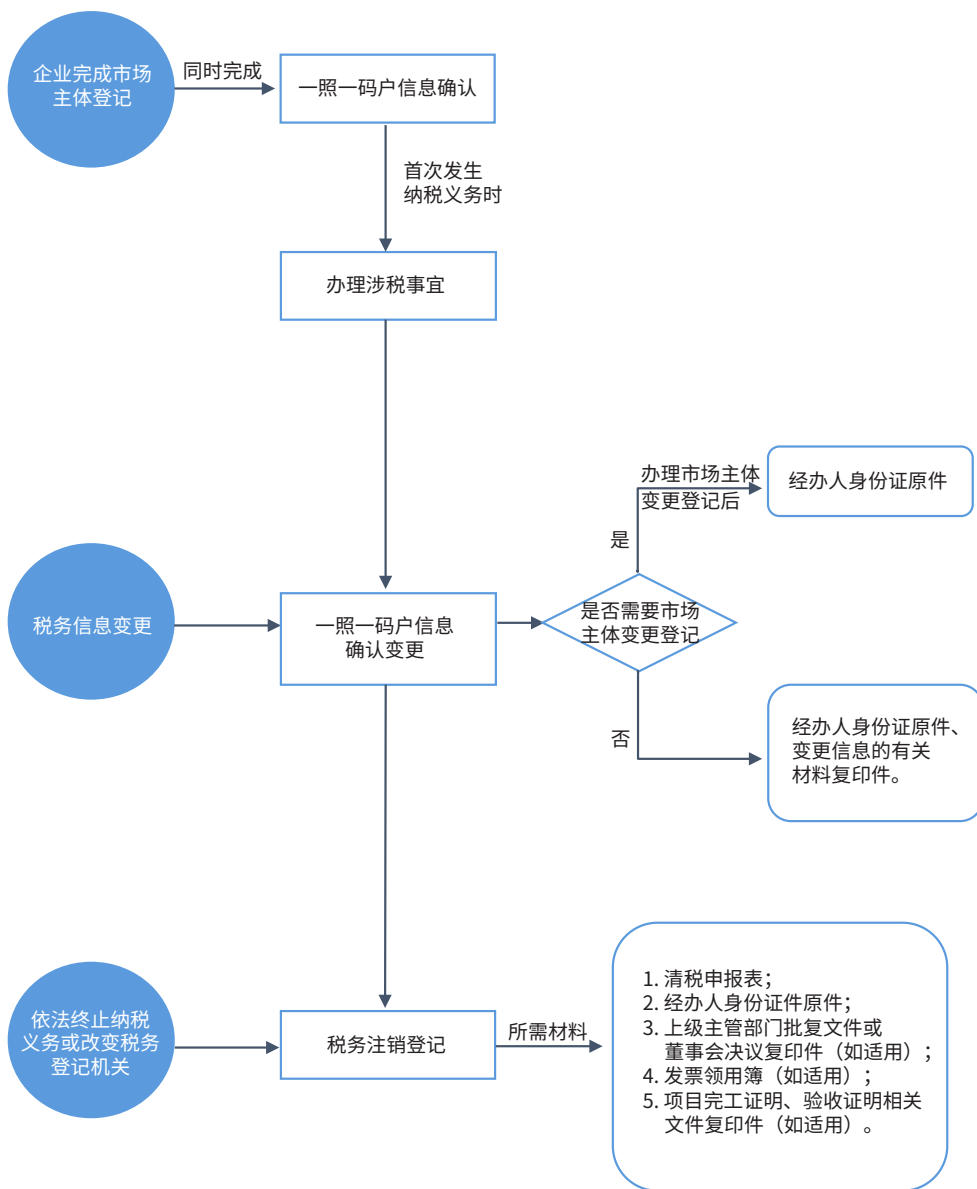 企业完成市场
主体登记
同时完成
一照一码户信息确认
首次发生
纳税义务时
办理涉税事宜
办理市场主体
变更登记后
经办人身份证原件
是
税务信息变更
一照一码户信息
确认变更
是否需要市场
主体变更登记
否
经办人身份证原件、
变更信息的有关
材料复印件。
依法终止纳税
义务或改变税务
登记机关
税务注销登记
所需材料
1. 清税申报表；
2. 经办人身份证件原件；
3. 上级主管部门批复文件或
董事会决议复印件（如适用）；
4. 发票领用簿（如适用）；
5. 项目完工证明、验收证明相关
文件复印件（如适用）。